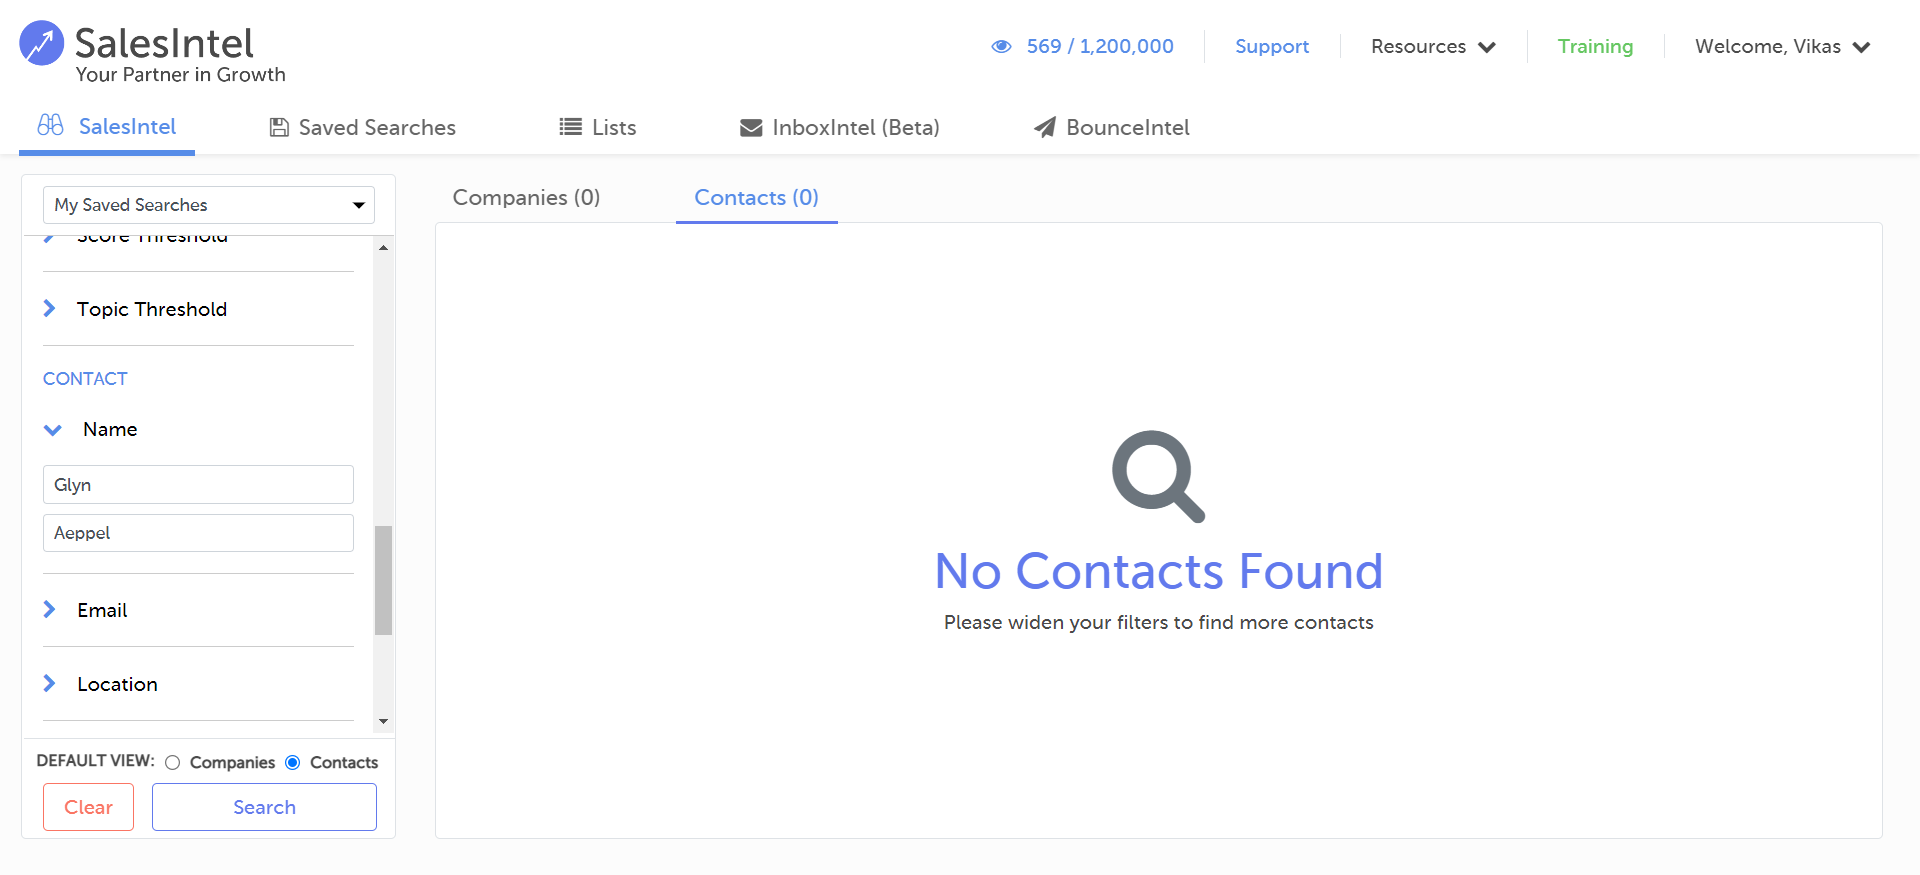 SalesIntel
Your Partner in Growth
569 / 1,200,000
Support
Resources
Training
Welcome, Vikas
SalesIntel
Saved Searches
Lists
InboxIntel (Beta)
BounceIntel
My Saved Searches
Score Threshold
Topic Threshold
CONTACT
Name
Glyn
Aeppel
Email
Location
DEFAULT VIEW:
Companies
Contacts
Clear
Search
Companies (0)
Contacts (0)
No Contacts Found
Please widen your filters to find more contacts